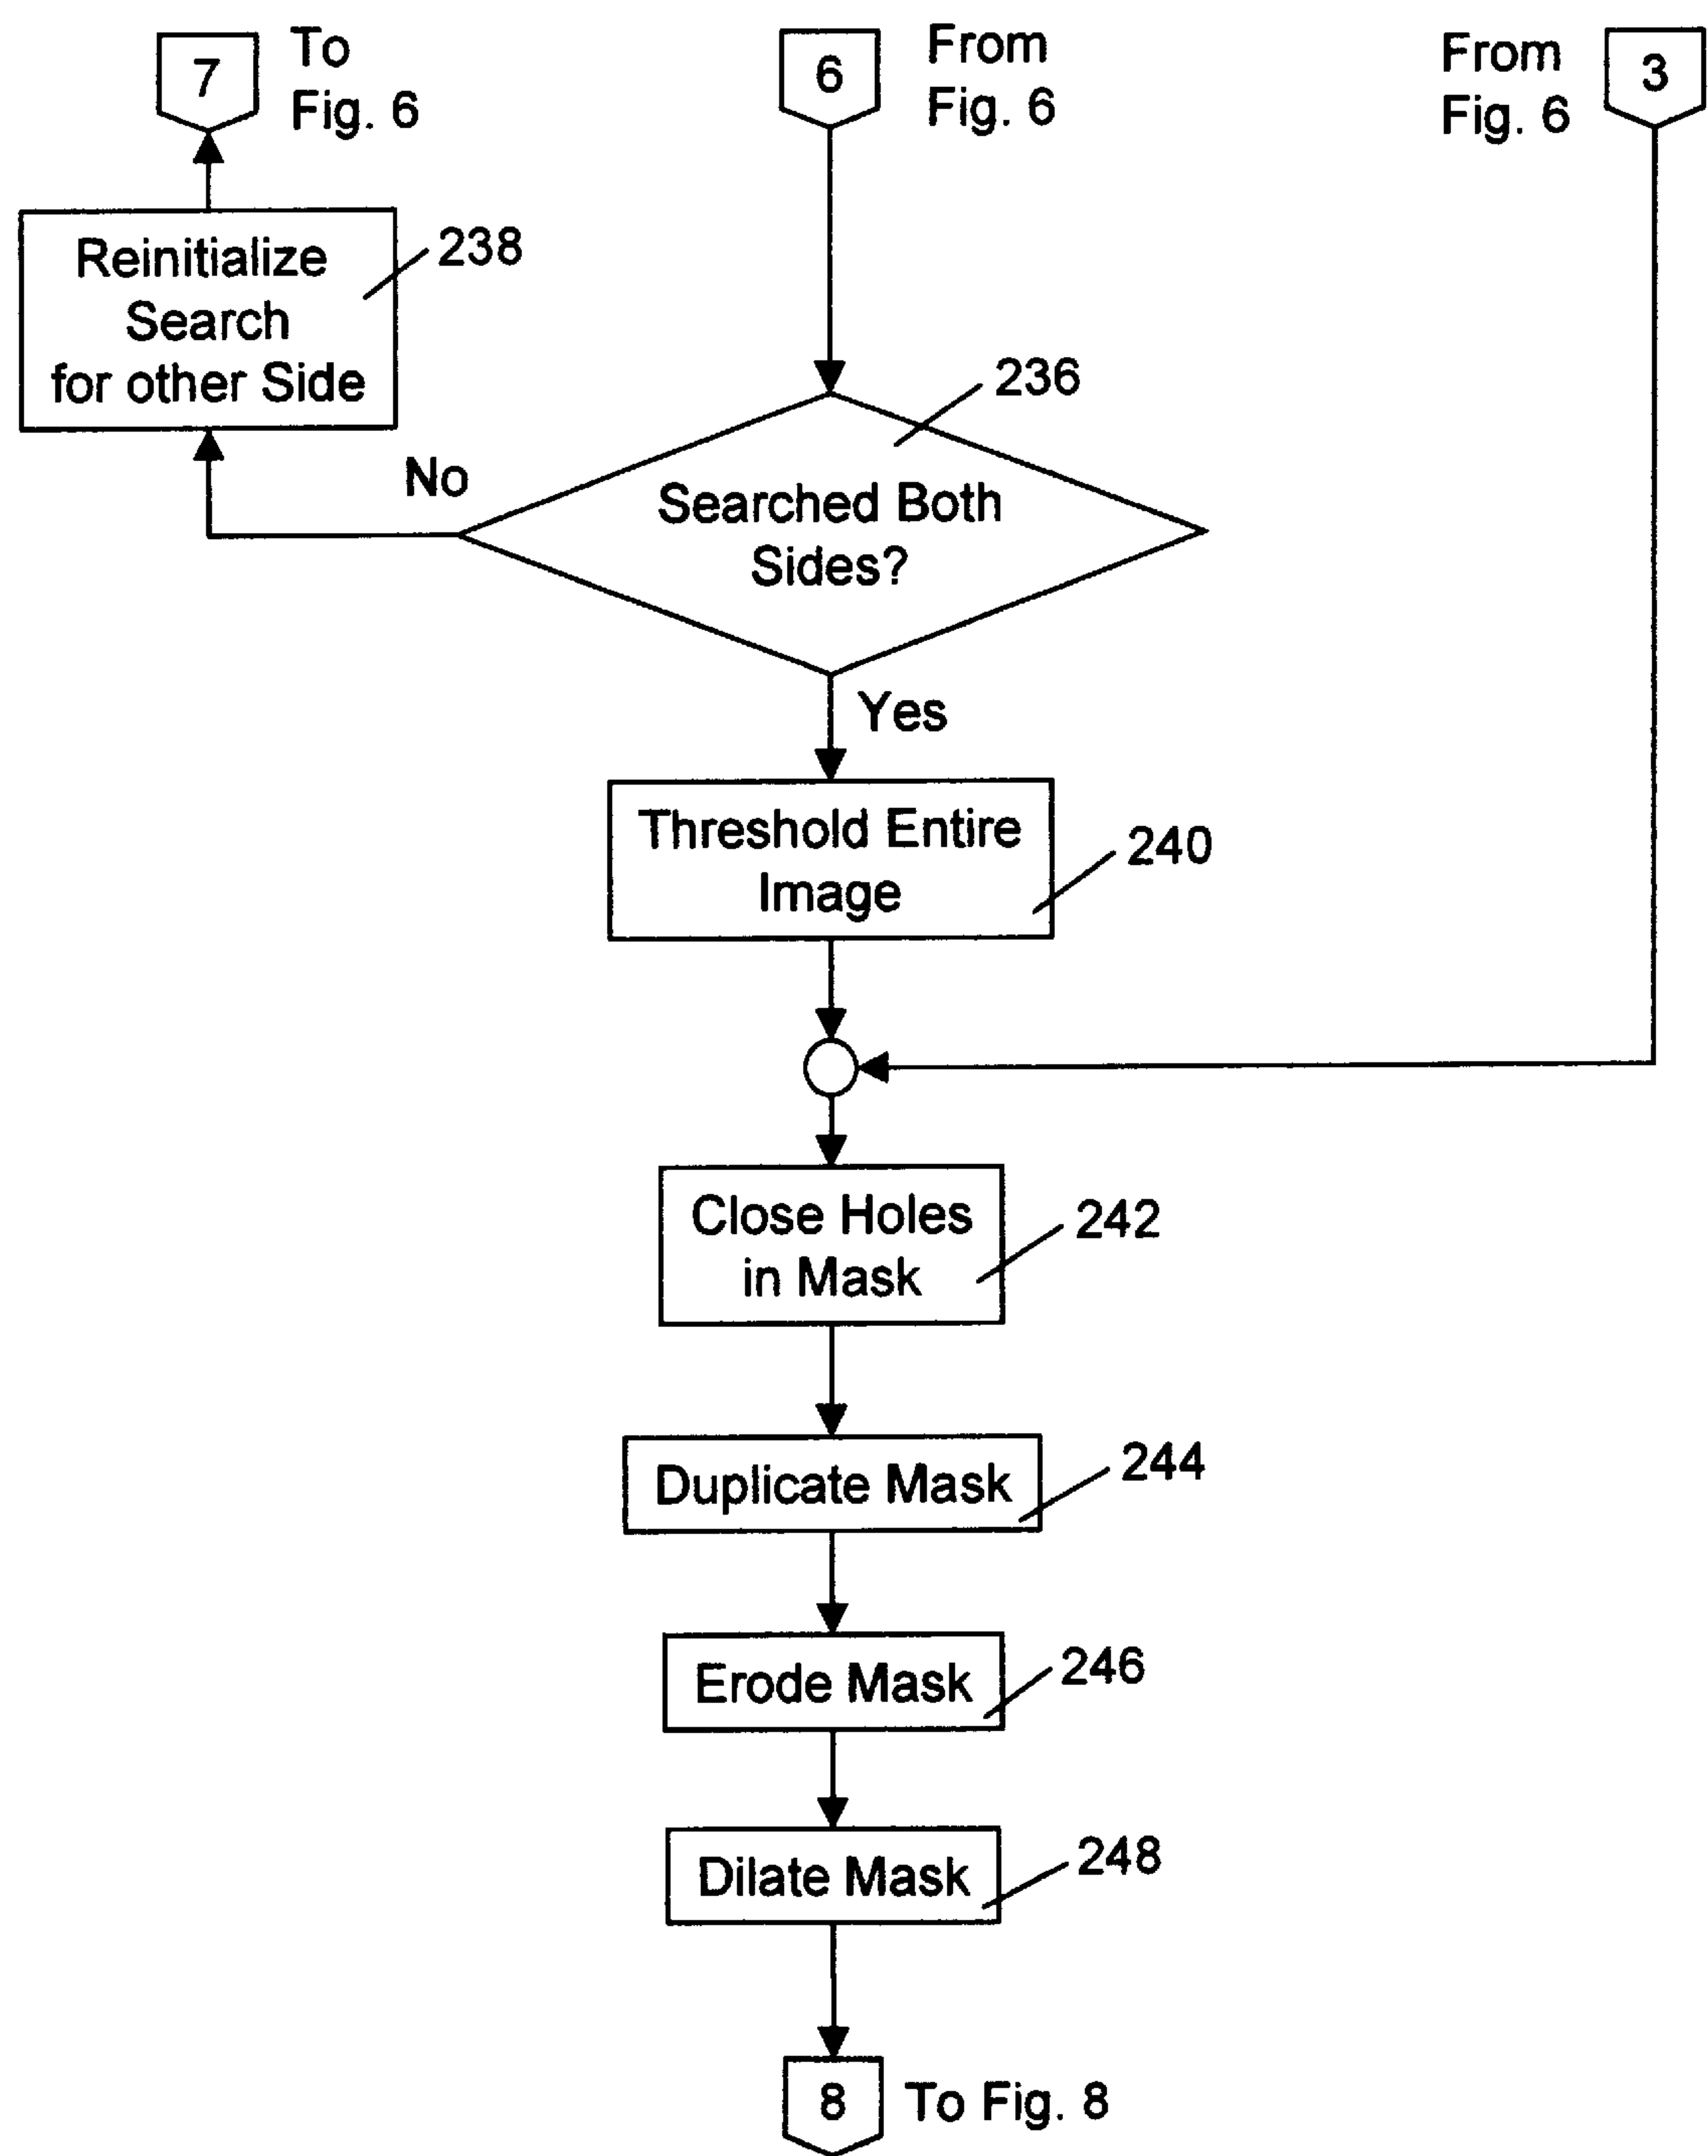 7
To
Fig. 6
6
From
Fig. 6
From
Fig. 6
3
Reinitialize
Search
for other Side
238
236
No
Searched Both
Sides?
Yes
Threshold Entire
Image
240
Close Holes
in Mask
242
Duplicate Mask
244
Erode Mask
246
Dilate Mask
248
8
To Fig. 8